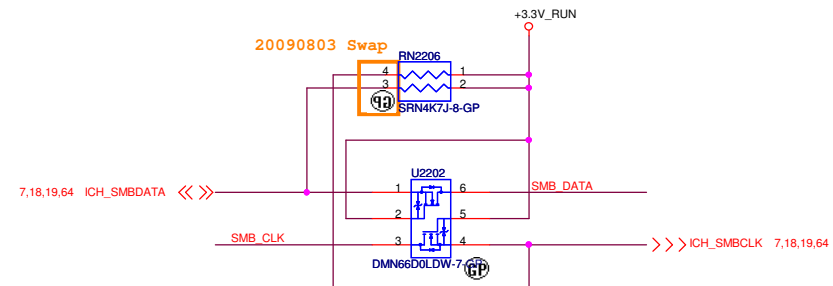 +3.3V_RUN
20090803 Swap
RN2206
4 1
3 2
GP
SRN4K7J-8-GP
U2202
7,18,19,64 ICH_SMBDATA 1 6 SMB_DATA
2 5
SMB_CLK 3 4 ICH_SMBCLK 7,18,19,64
DMN66D0LDW-7-GP
GP